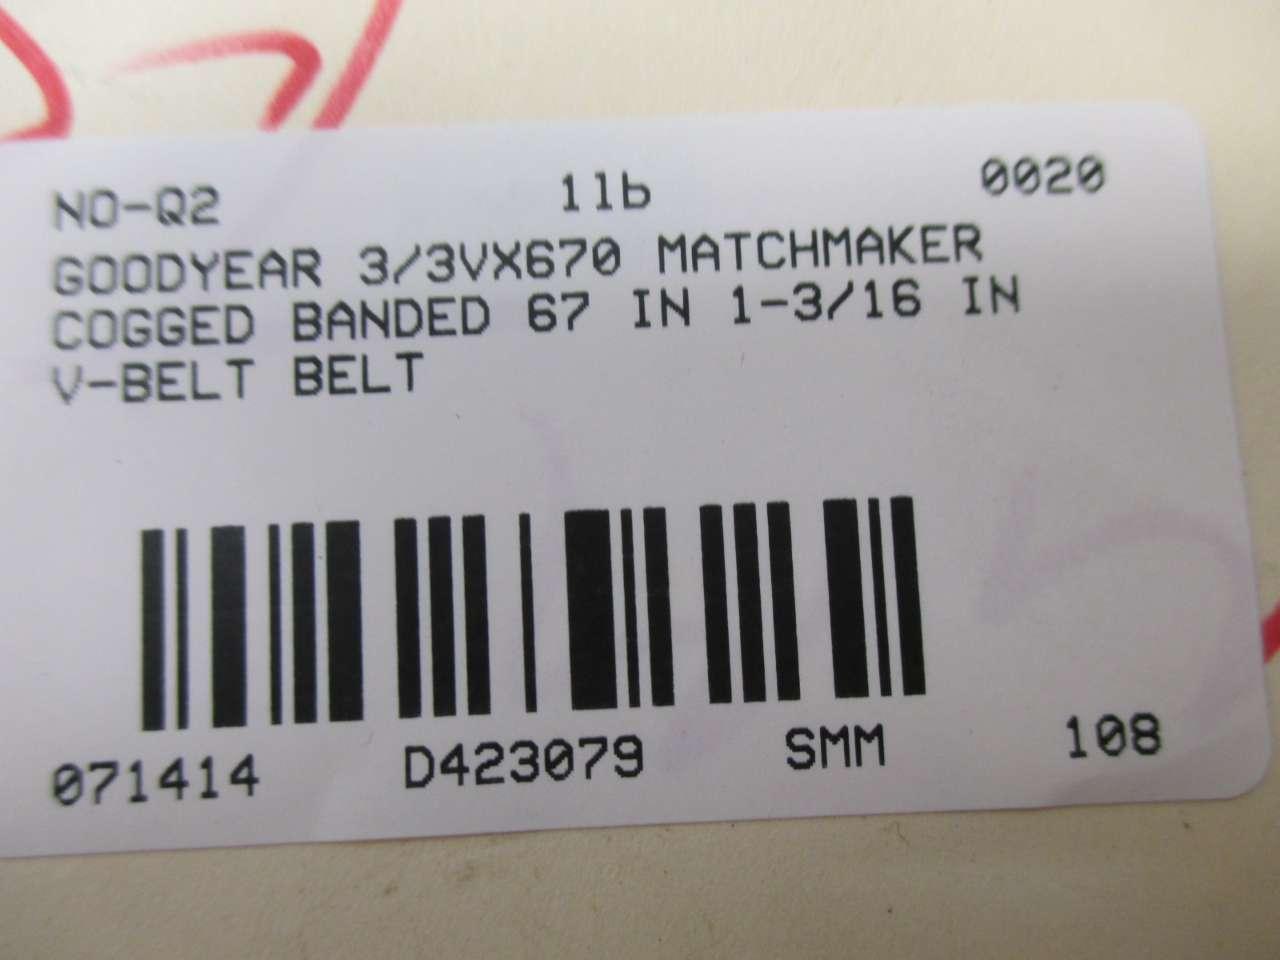 NO-Q2 1lb 0020
GOODYEAR 3/3VX670 MATCHMAKER
COGGED BANDED 67 IN 1-3/16 IN
V-BELT BELT
071414 D423079 SMM 108